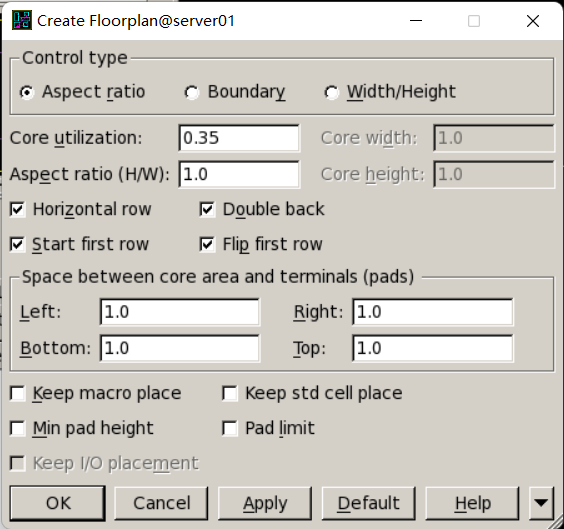 Create Floorplan@server01
Control type
Aspect ratio Boundary Width/Height
Core utilization: 0.35 Core width: 1.0
Aspect ratio (H/W): 1.0 Core height: 1.0
Horizontal row Double back
Start first row Flip first row
Space between core area and terminals (pads)
Left: 1.0 Right: 1.0
Bottom: 1.0 Top: 1.0
Keep macro place Keep std cell place
Min pad height Pad limit
Keep I/O placement
OK Cancel Apply Default Help